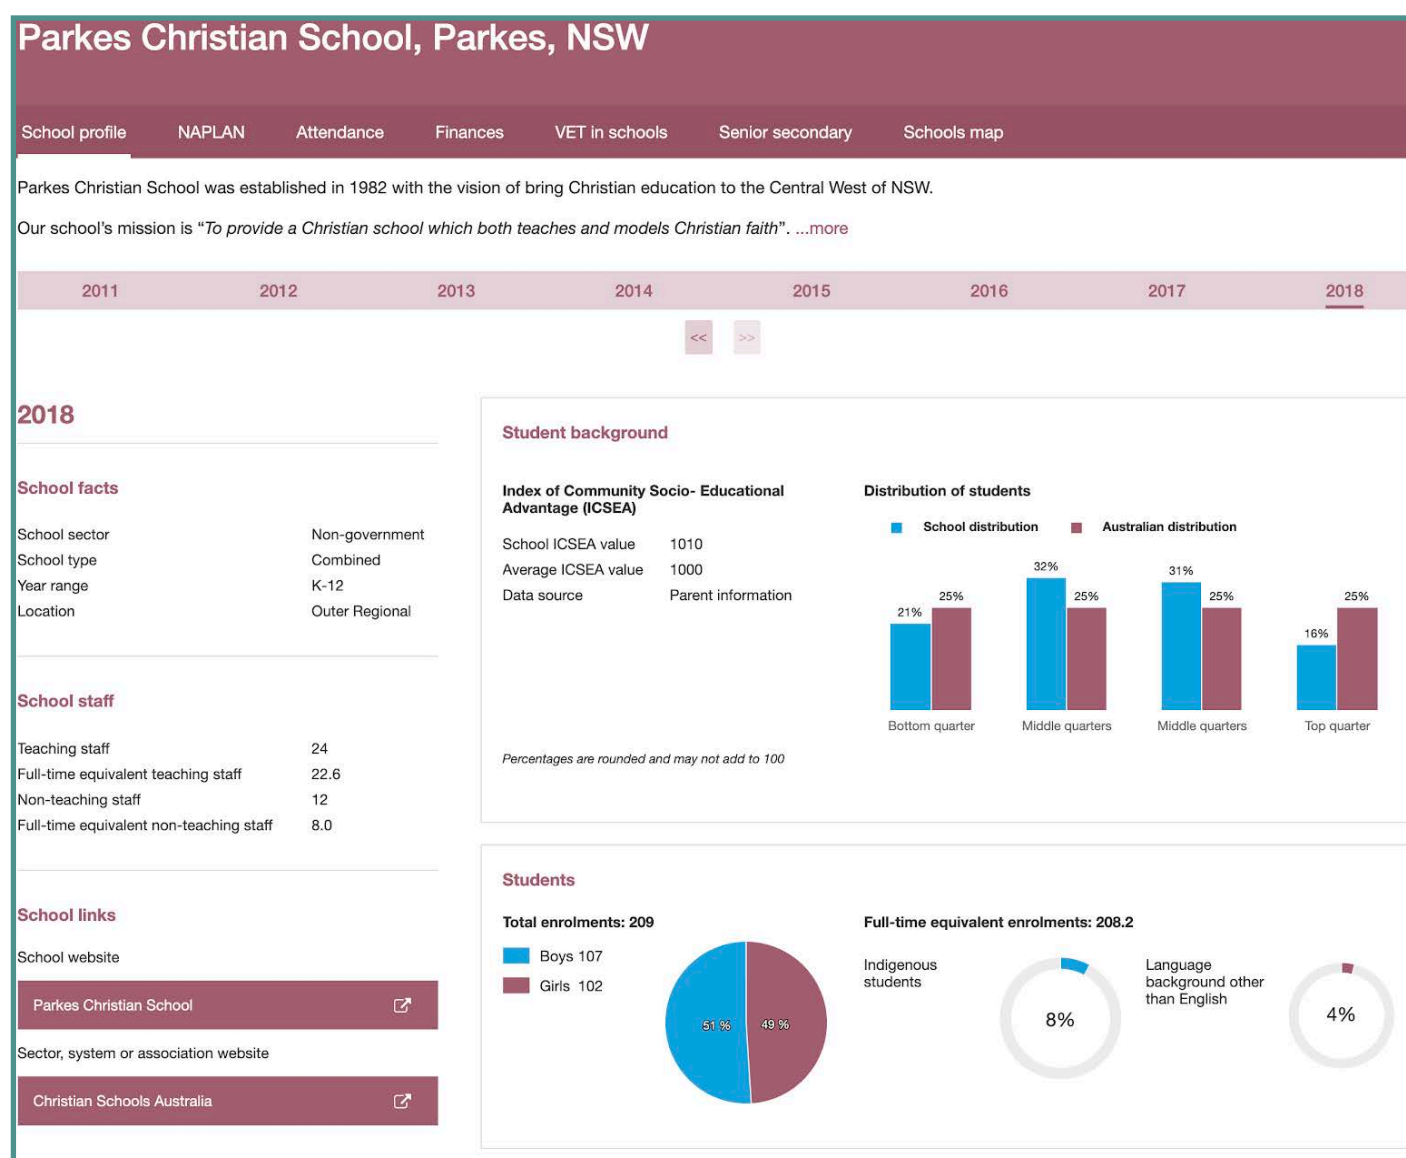 Parkes Christian School, Parkes, NSW
School profile NAPLAN Attendance Finances VET in schools Senior secondary Schools map
Parkes Christian School was established in 1982 with the vision of bring Christian education to the Central West of NSW.
Our school's mission is “To provide a Christian school which both teaches and models Christian faith”. ...more
2011 2012 2013 2014 2015 2016 2017 2018
<< >>
2018
School facts
School sector Non-government
School type Combined
Year range K-12
Location Outer Regional
School staff
Teaching staff 24
Full-time equivalent teaching staff 22.6
Non-teaching staff 12
Full-time equivalent non-teaching staff 8.0
School links
School website
Parkes Christian School
Sector, system or association website
Christian Schools Australia
Student background
Index of Community Socio- Educational
Advantage (ICSEA)
School ICSEA value 1010
Average ICSEA value 1000
Data source Parent information
Percentages are rounded and may not add to 100
Distribution of students
School distribution Australian distribution
21% 25% 32% 25% 31% 25% 16% 25%
Bottom quarter Middle quarters Middle quarters Top quarter
Students
Total enrolments: 209
Boys 107
Girls 102
51 % 49 %
Full-time equivalent enrolments: 208.2
Indigenous
students
8%
Language
background other
than English
4%